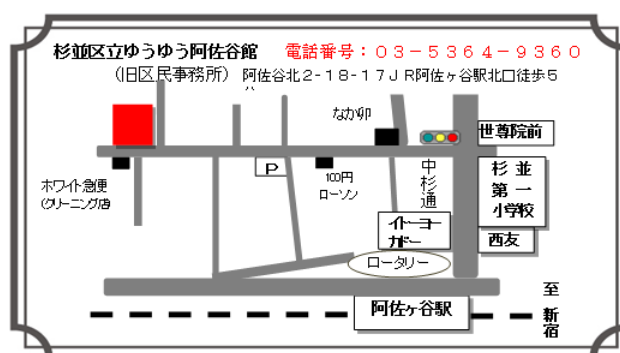 杉並区立ゆうゆう阿佐谷館　電話番号：０３－５３６４－９３６０
（旧区民事務所）　阿佐谷北２-１８-１７ＪＲ阿佐ヶ谷駅北口徒歩５
なか卯
世尊院前
Ｐ
100円
ローソン
中杉通
杉並
第一
小学校
ホワイト急便
(クリーニング店
イトーヨー
カドー
西友
ロータリー
至
阿佐ヶ谷駅
新宿